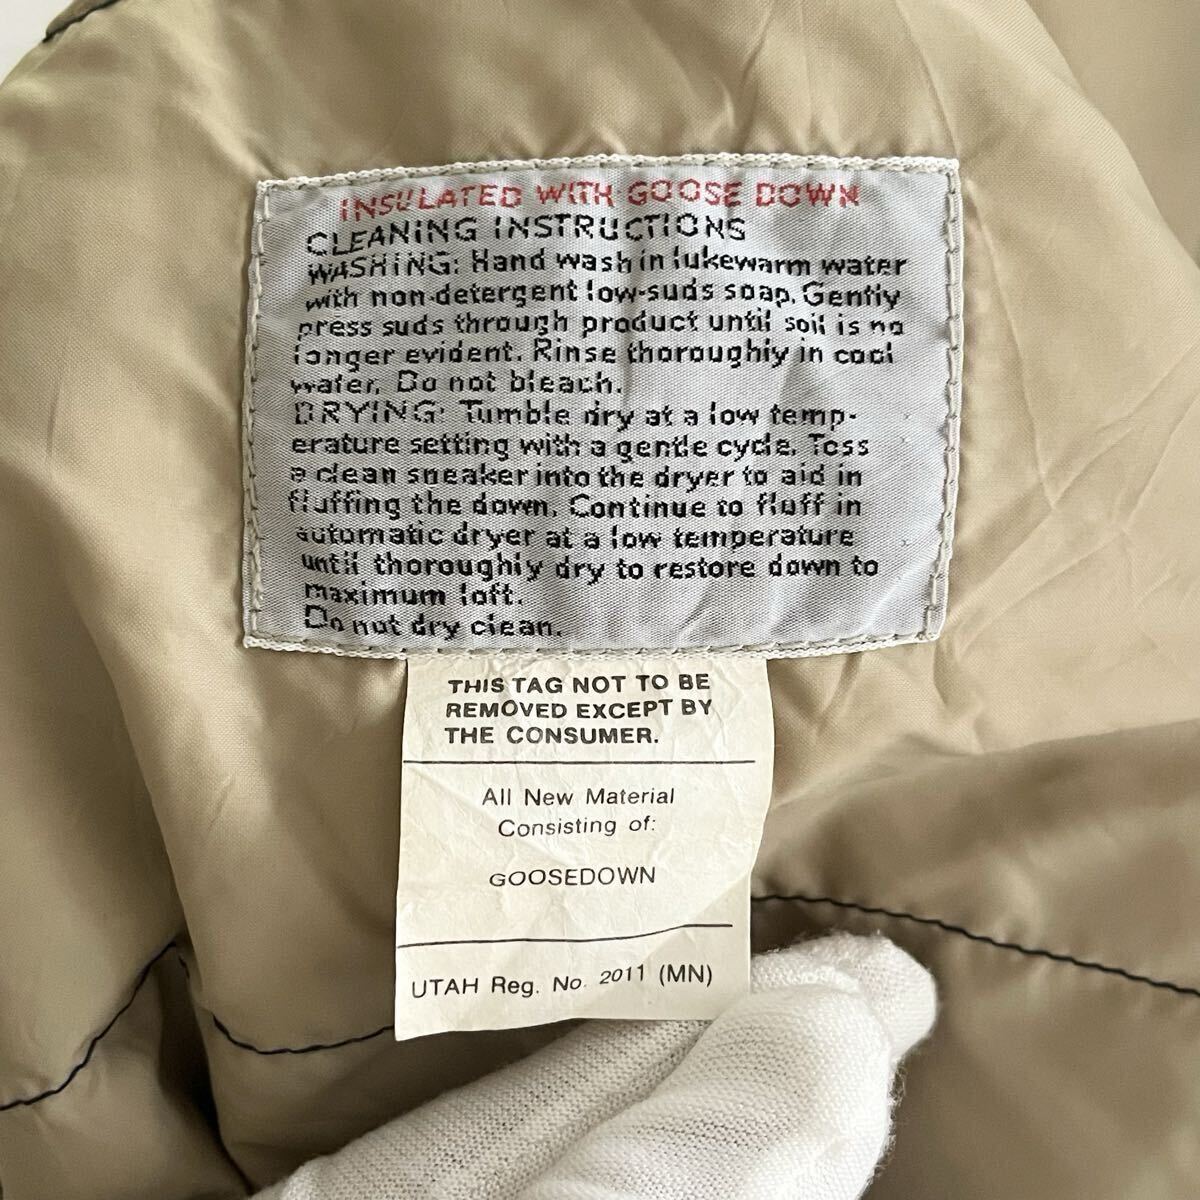 INSULATED WITH GOOSE DOWN
CLEANING INSTRUCTIONS
WASHING: Hand wash in lukewarm water
with non-detergent low-suds soap. Gently
press suds through product until soil is no
longer evident. Rinse thoroughly in cool
water. Do not bleach.
DRYING: Tumble dry at a low temp-
erature setting with a gentle cycle. Toss
a clean sneaker into the dryer to aid in
fluffing the down. Continue to fluff in
automatic dryer at a low temperature
until thoroughly dry to restore down to
maximum loft.
Do not dry clean.
THIS TAG NOT TO BE
REMOVED EXCEPT BY
THE CONSUMER.
All New Material
Consisting of:
GOOSEDOWN
UTAH Reg. No. 2011 (MN)